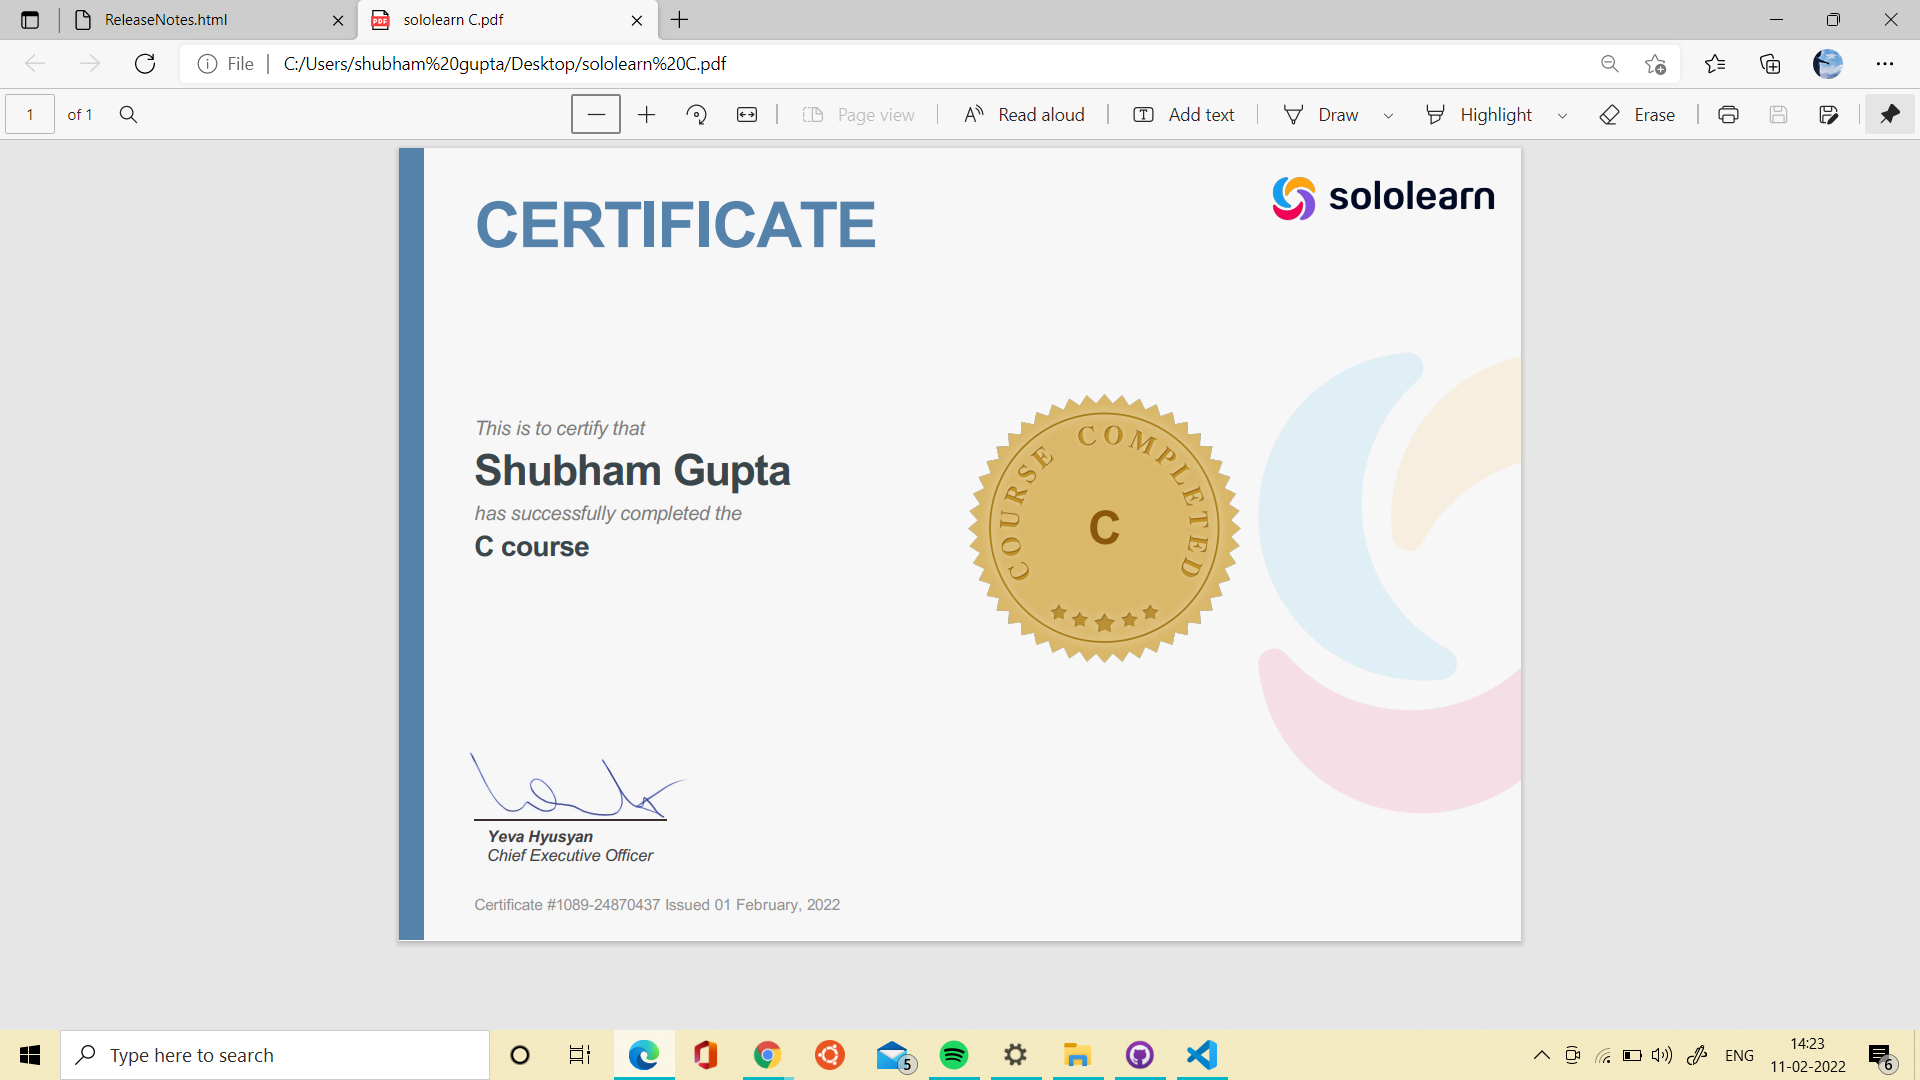 ReleaseNotes.html
sololearn C.pdf
File
C:/Users/shubham%20gupta/Desktop/sololearn%20C.pdf
1 of 1
Page view
Read aloud
Add text
Draw
Highlight
Erase
CERTIFICATE
sololearn
This is to certify that
Shubham Gupta
has successfully completed the
C course
COURSE COMPLETED
C
Yeva Hyusyan
Chief Executive Officer
Certificate #1089-24870437 Issued 01 February, 2022
Type here to search
5
ENG
14:23
11-02-2022
6